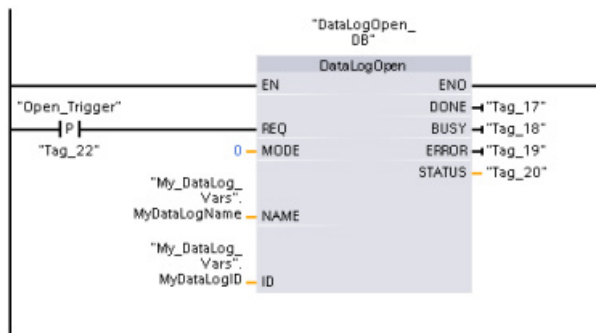 "DataLogOpen_
DB"
DataLogOpen
EN ENO
"Open_Trigger" DONE "Tag_17"
P REQ BUSY "Tag_18"
"Tag_22" 0 MODE ERROR "Tag_19"
STATUS "Tag_20"
"My_DataLog_
Vars".
MyDataLogName NAME
"My_DataLog_
Vars".
MyDataLogID ID